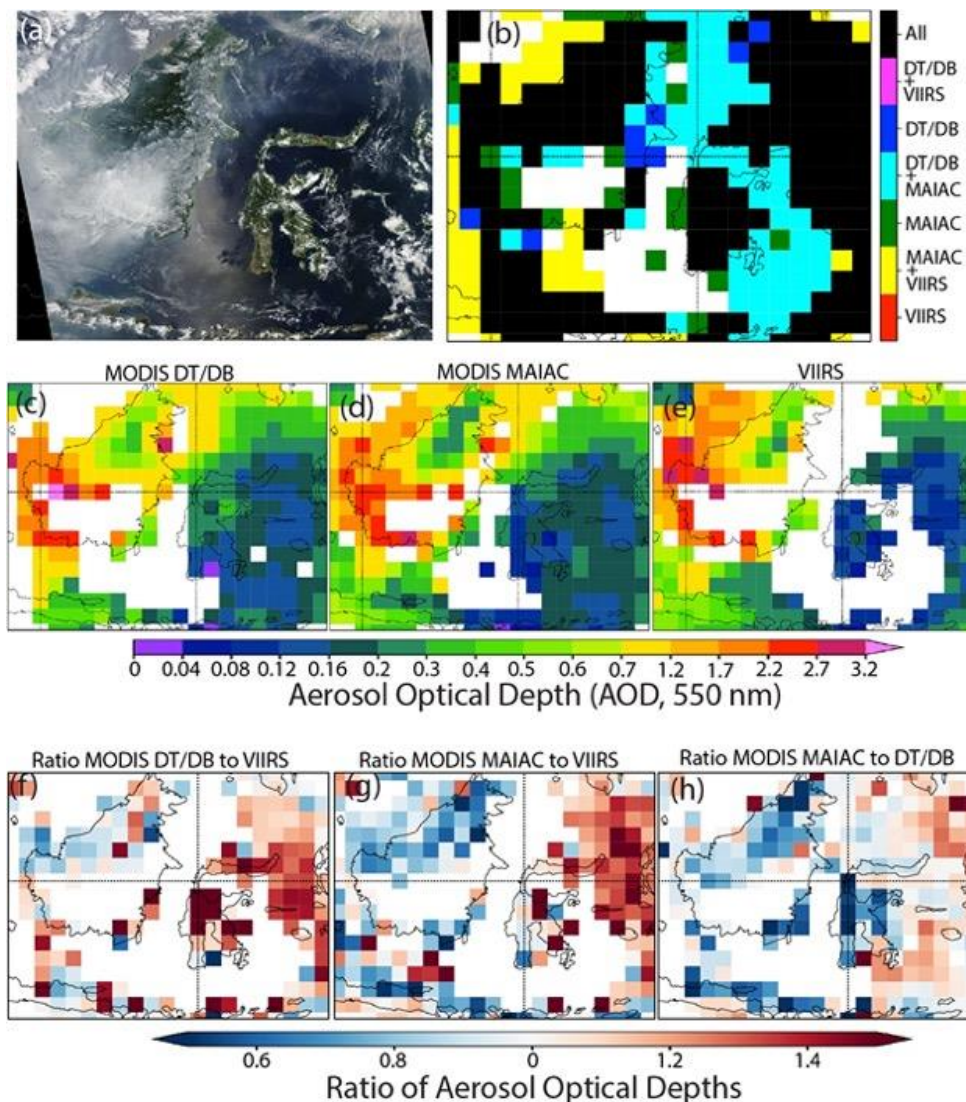 (a)
(b)
All
DT/DB
+
VIIRS
DT/DB
DT/DB
+
MAIAC
MAIAC
MAIAC
+
VIIRS
VIIRS
MODIS DT/DB
MODIS MAIAC
VIIRS
(c)
(d)
(e)
0 0.04 0.08 0.12 0.16 0.2 0.3 0.4 0.5 0.6 0.7 1.2 1.7 2.2 2.7 3.2
Aerosol Optical Depth (AOD, 550 nm)
Ratio MODIS DT/DB to VIIRS
Ratio MODIS MAIAC to VIIRS
Ratio MODIS MAIAC to DT/DB
(f)
(g)
(h)
0.6 0.8 0 1.2 1.4
Ratio of Aerosol Optical Depths